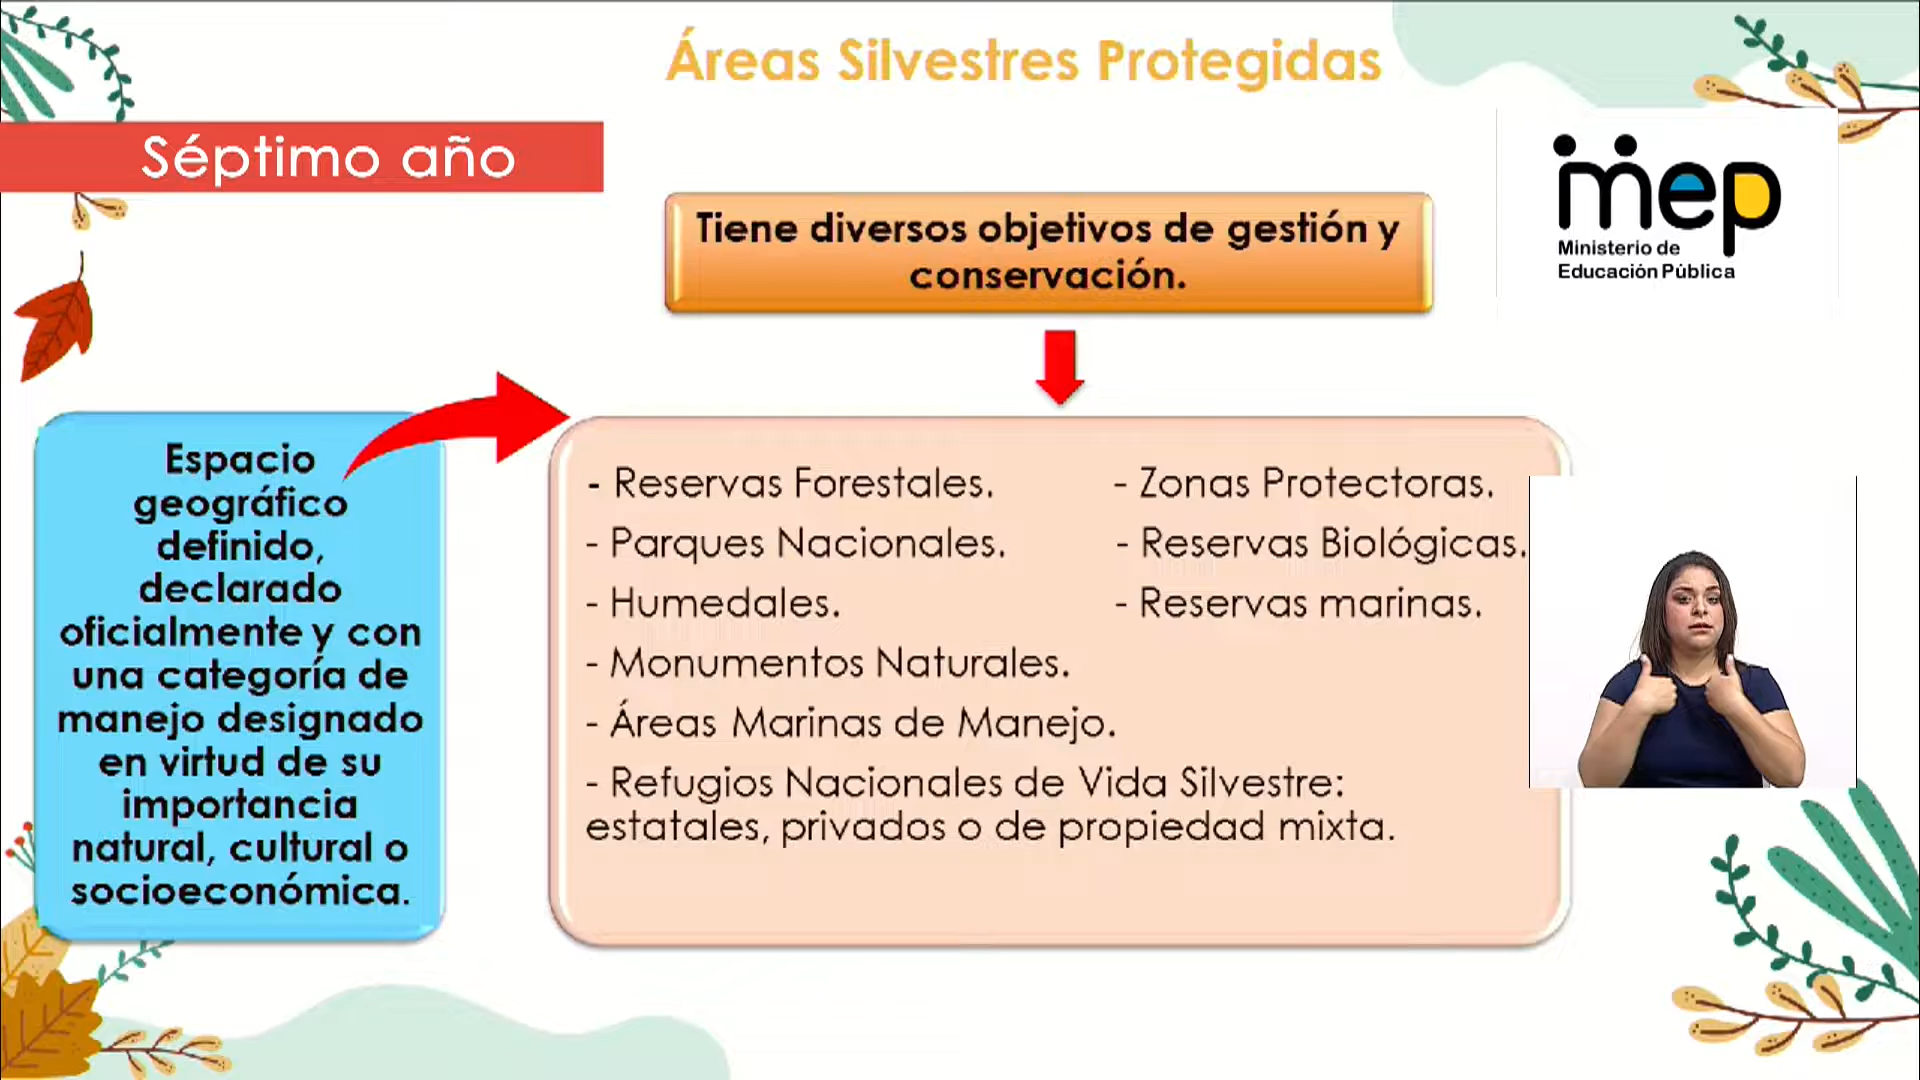 Áreas Silvestres Protegidas
Séptimo año
mep
Ministerio de
Educación Pública
Tiene diversos objetivos de gestión y
conservación.
Espacio
geográfico
definido,
declarado
oficialmente y con
una categoría de
manejo designado
en virtud de su
importancia
natural, cultural o
socioeconómica.
- Reservas Forestales. - Zonas Protectoras.
- Parques Nacionales. - Reservas Biológicas.
- Humedales. - Reservas marinas.
- Monumentos Naturales.
- Áreas Marinas de Manejo.
- Refugios Nacionales de Vida Silvestre:
estatales, privados o de propiedad mixta.